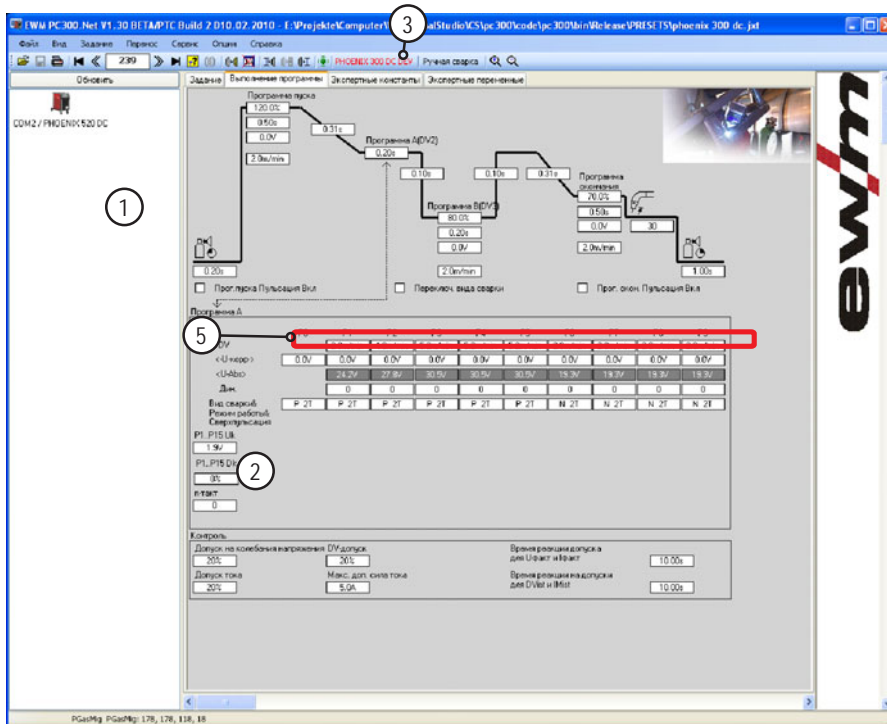 EWM PC300.Net V1.30 BETA/PTC Build 2 D10.02.2010 - E:\Projekte\Computer\ alStudio\CS\pc300\code\pc300\bin\Release\PRESETS\phoenix 300 dc.jxt
3
Файл Вид Задание Перенос Сервис Опции Справка
239 PHOENIX 300 DC DEV Ручная сварка
Обновить
Задание Выполнение программы Экспертные константы Экспертные переменные
COM2 / PHOENIX 520 DC
1
Программа пуска
120.0%
0.50s
0.0V
2.0m/min
0.31s
Программа A(DV2)
0.20s
0.10s
Программа B(DV3)
80.0%
0.20s
0.0V
2.0m/min
0.10s
0.31s
Программа окончания
70.0%
0.50s
0.0V
2.0m/min
30
0.20s
1.00s
Прог.пуска Пульсация Вкл
Переключ. вида сварки
Прог. окон. Пульсация Вкл
ewm
Программа A
5
DV
<-U-корр>
0.0V 0.0V 0.0V 0.0V 0.0V 0.0V 0.0V 0.0V 0.0V 0.0V
<U-Abs>
24.2V 27.8V 30.5V 30.5V 30.5V 19.3V 19.3V 19.3V 19.3V
Дин.
0 0 0 0 0 0 0 0 0
Вид сварки\
Режим работы\
Сверхпульсация
P 2T P 2T P 2T P 2T P 2T P 2T N 2T N 2T N 2T N 2T
P1..P15 Uk
1.9V
P1..P15 Dk
0%
2
n-такт
0
Контроль
Допуск на колебания напряжения
20%
DV-допуск
20%
Время реакции допуска
для Uфакт и Iфакт
10.00s
Допуск тока
20%
Макс. доп. сила тока
5.0A
Время реакции на допуски
для DVist и IMist
10.00s
PGasMig PGasMig: 178, 178, 118, 18